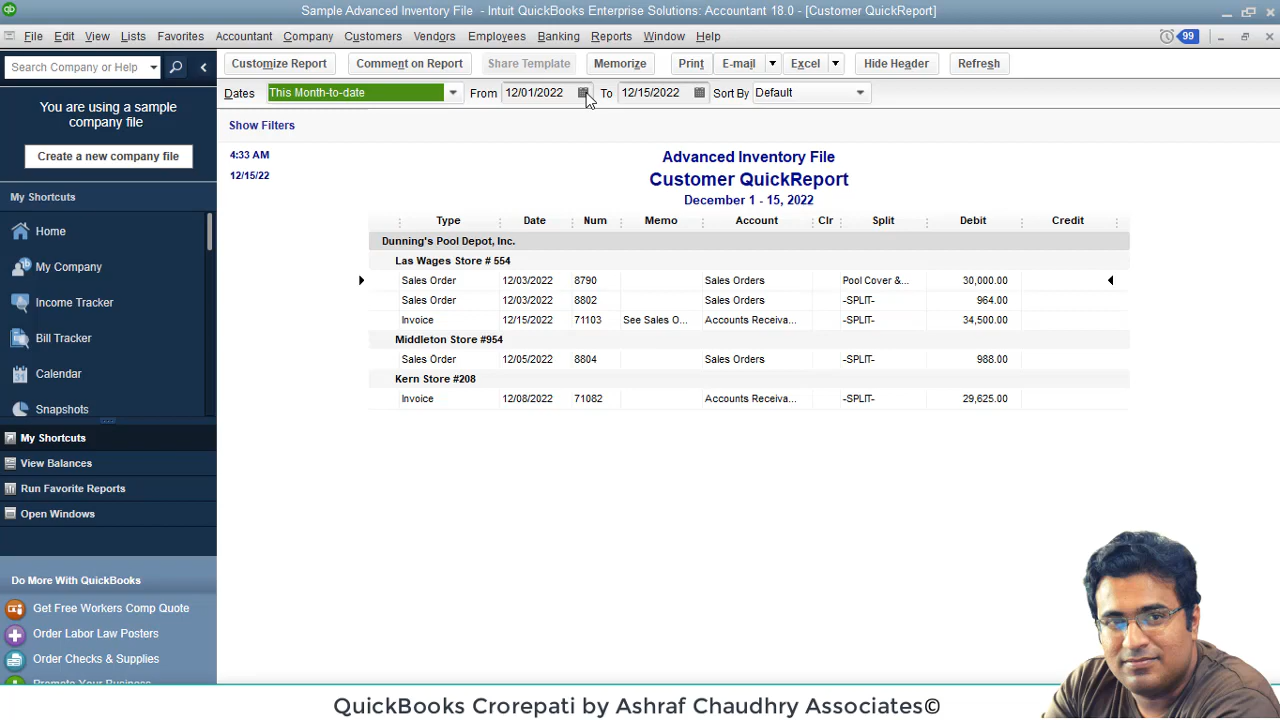 Sample Advanced Inventory File - Intuit QuickBooks Enterprise Solutions: Accountant 18.0 - [Customer QuickReport]
File Edit View Lists Favorites Accountant Company Customers Vendors Employees Banking Reports Window Help 99
Search Company or Help
Customize Report Comment on Report Share Template Memorize Print E-mail Excel Hide Header Refresh
Dates This Month-to-date From 12/01/2022 To 12/15/2022 Sort By Default
Show Filters
You are using a sample
company file
Create a new company file
My Shortcuts
Home
My Company
Income Tracker
Bill Tracker
Calendar
Snapshots
My Shortcuts
View Balances
Run Favorite Reports
Open Windows
Do More With QuickBooks
Get Free Workers Comp Quote
Order Labor Law Posters
Order Checks & Supplies
Promote Your Business
4:33 AM
12/15/22
Advanced Inventory File
Customer QuickReport
December 1 - 15, 2022
Type Date Num Memo Account Clr Split Debit Credit
Dunning's Pool Depot, Inc.
Las Wages Store # 554
Sales Order 12/03/2022 8790 Sales Orders Pool Cover &... 30,000.00
Sales Order 12/03/2022 8802 Sales Orders -SPLIT- 964.00
Invoice 12/15/2022 71103 See Sales O... Accounts Receiva... -SPLIT- 34,500.00
Middleton Store #954
Sales Order 12/05/2022 8804 Sales Orders -SPLIT- 988.00
Kern Store #208
Invoice 12/08/2022 71082 Accounts Receiva... -SPLIT- 29,625.00
QuickBooks Crorepati by Ashraf Chaudhry Associates©